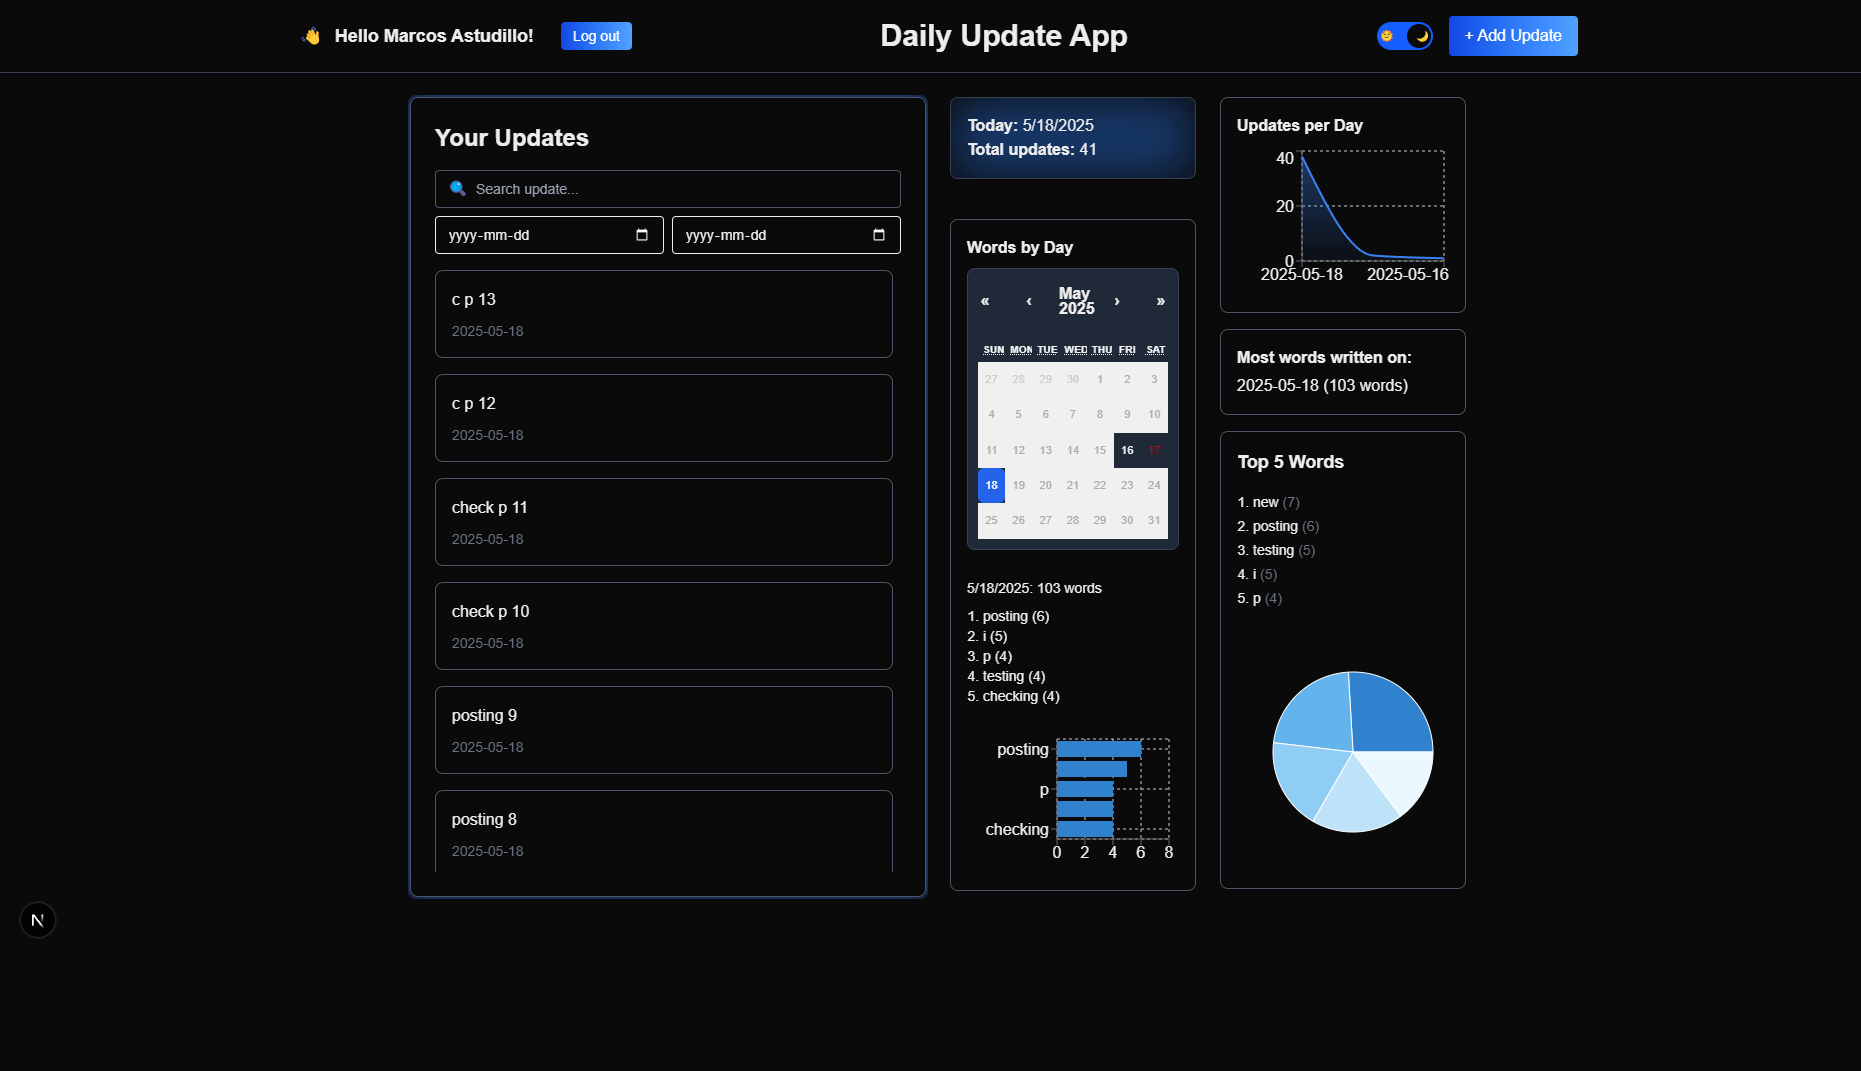 👋 Hello Marcos Astudillo!
Log out
Daily Update App
+ Add Update
Your Updates
Search update...
yyyy-mm-dd
yyyy-mm-dd
c p 13
2025-05-18
c p 12
2025-05-18
check p 11
2025-05-18
check p 10
2025-05-18
posting 9
2025-05-18
posting 8
2025-05-18
Today: 5/18/2025
Total updates: 41
Words by Day
« ‹ May 2025 › »
SUN MON TUE WED THU FRI SAT
27 28 29 30 1 2 3
4 5 6 7 8 9 10
11 12 13 14 15 16 17
18 19 20 21 22 23 24
25 26 27 28 29 30 31
5/18/2025: 103 words
1. posting (6)
2. i (5)
3. p (4)
4. testing (4)
5. checking (4)
posting
p
checking
0 2 4 6 8
Updates per Day
40
20
0
2025-05-18 2025-05-16
Most words written on:
2025-05-18 (103 words)
Top 5 Words
1. new (7)
2. posting (6)
3. testing (5)
4. i (5)
5. p (4)
N